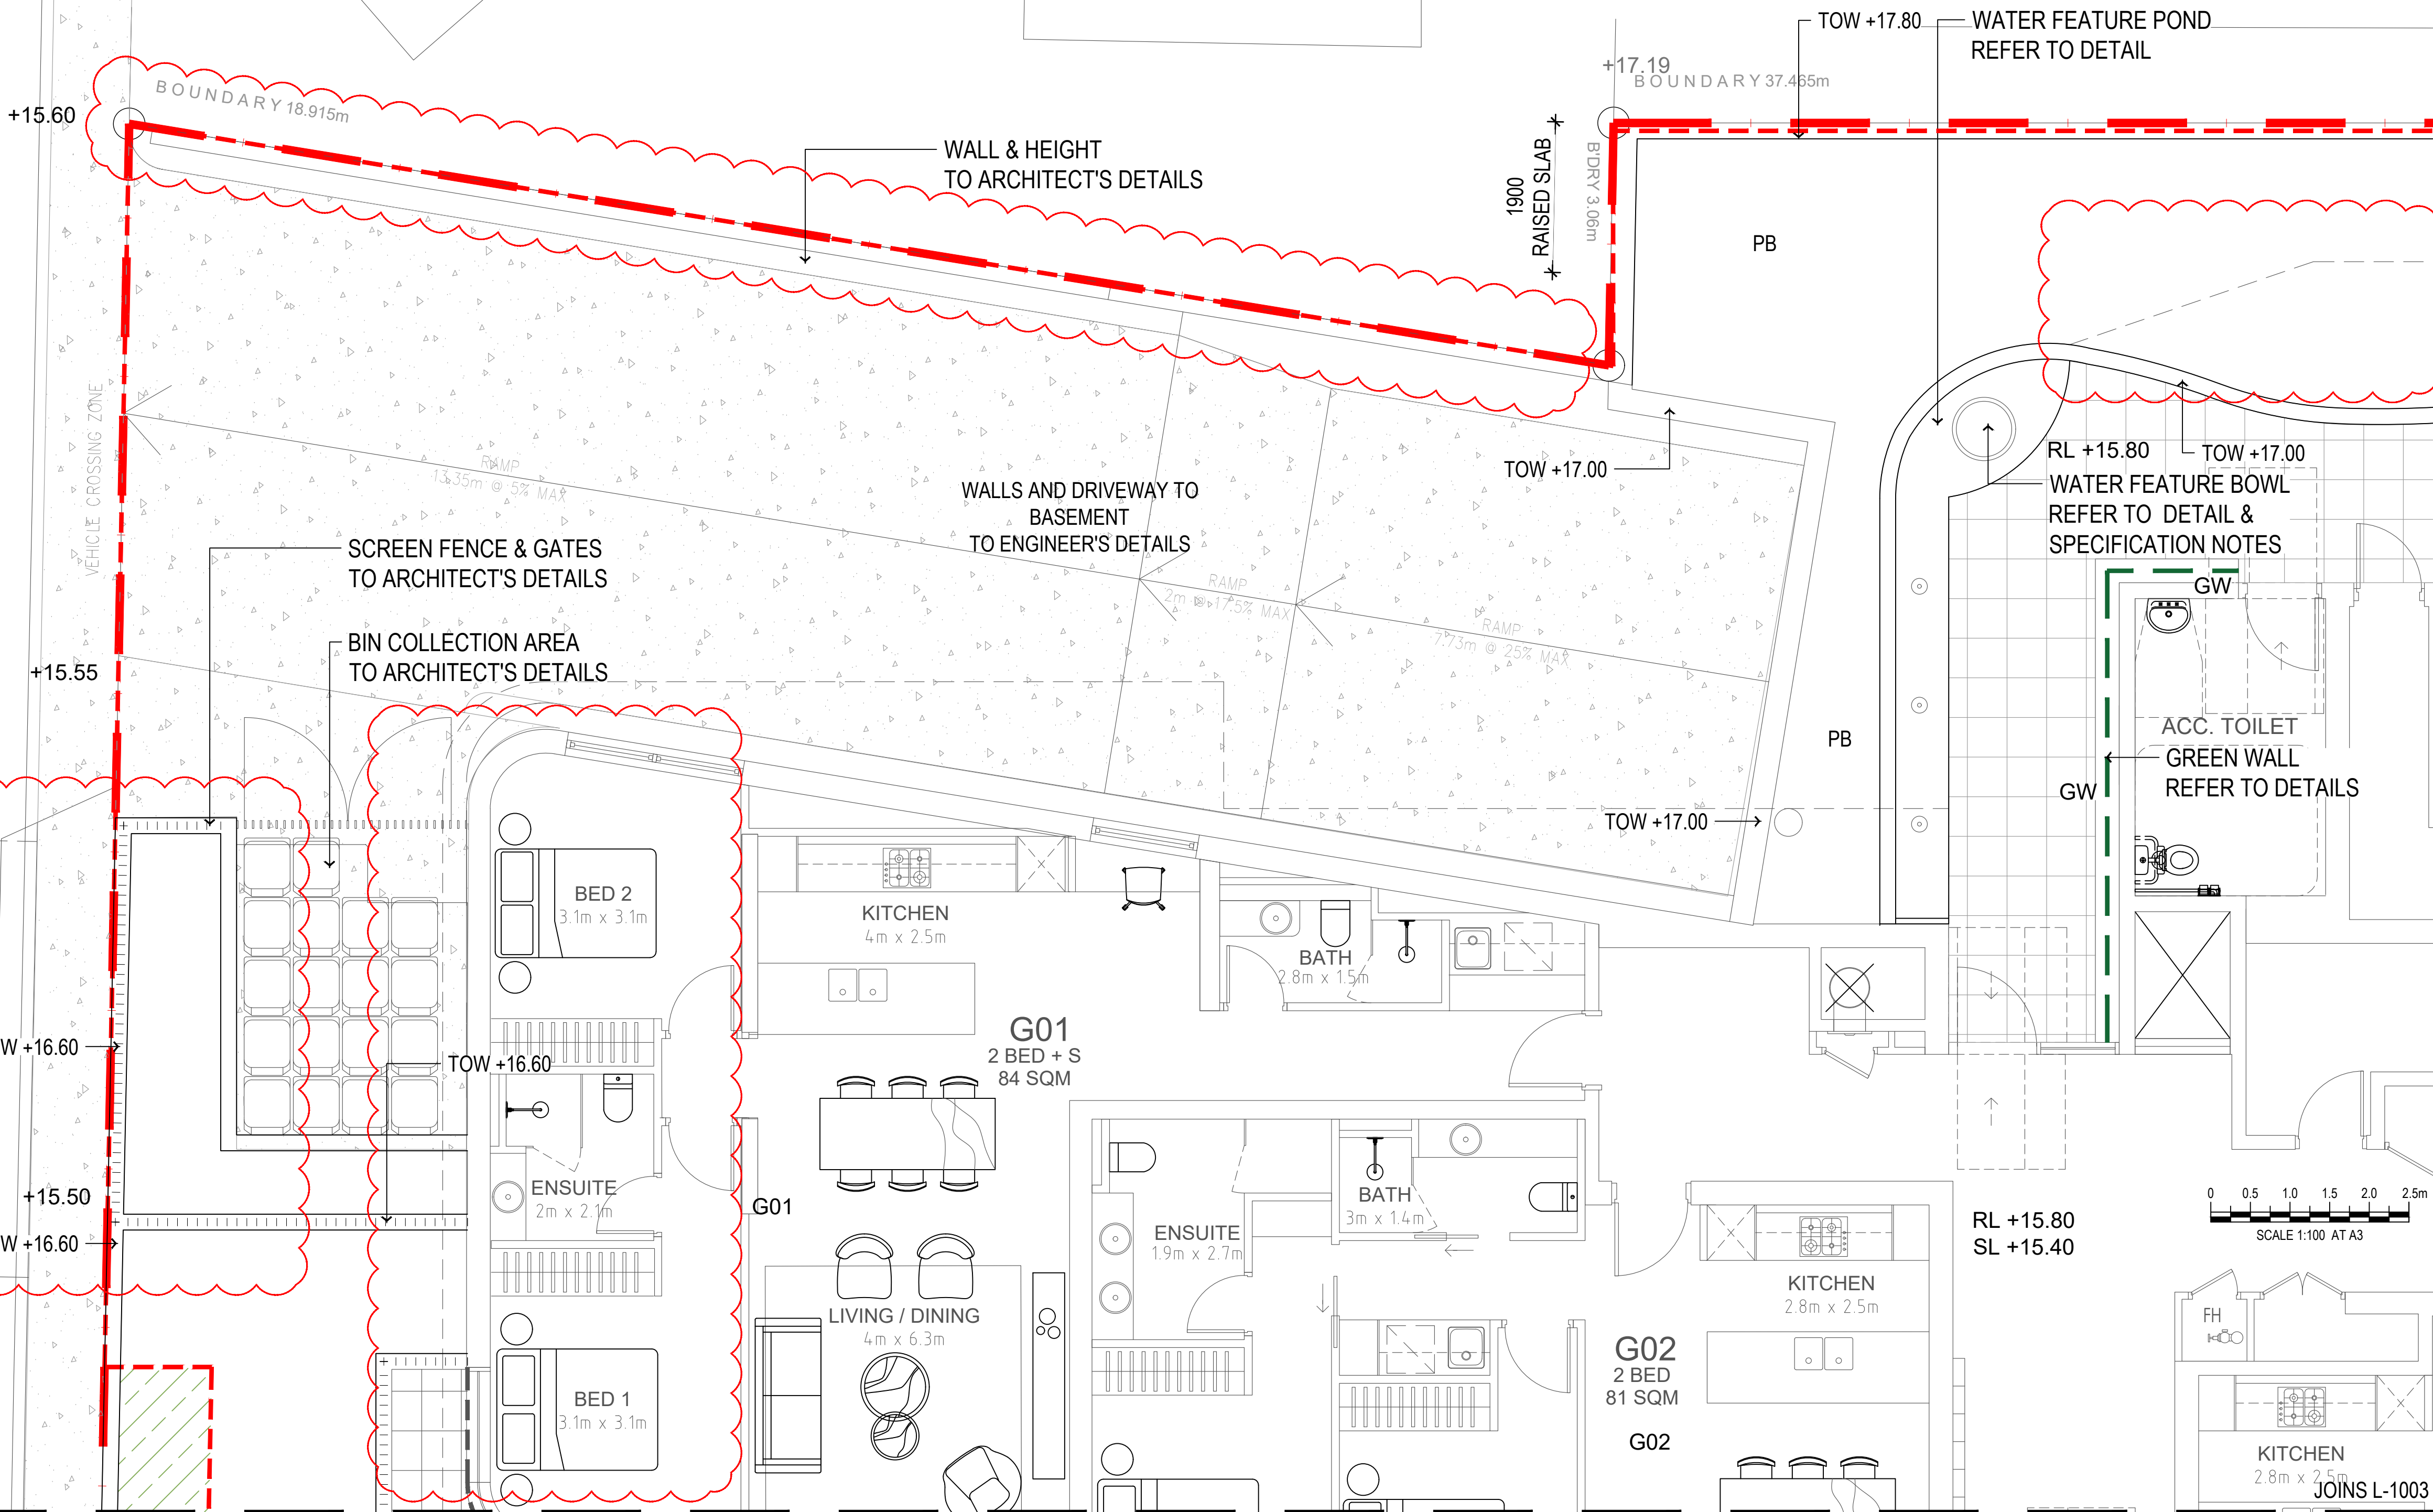 TOW +17.80
WATER FEATURE POND
REFER TO DETAIL
+17.19
BOUNDARY 37.465m
BOUNDARY 18.915m
+15.60
WALL & HEIGHT
TO ARCHITECT'S DETAILS
1900
RAISED SLAB
B'DRY 3.06m
PB
VEHICLE CROSSING ZONE
RAMP
13.35m @ 5% MAX
WALLS AND DRIVEWAY TO
BASEMENT
TO ENGINEER'S DETAILS
TOW +17.00
RL +15.80
TOW +17.00
WATER FEATURE BOWL
REFER TO DETAIL &
SPECIFICATION NOTES
SCREEN FENCE & GATES
TO ARCHITECT'S DETAILS
RAMP
2m @ 17.5% MAX
RAMP
7.73m @ 25% MAX
GW
BIN COLLECTION AREA
TO ARCHITECT'S DETAILS
+15.55
ACC. TOILET
PB
GREEN WALL
REFER TO DETAILS
GW
TOW +17.00
BED 2
3.1m x 3.1m
KITCHEN
4m x 2.5m
BATH
2.8m x 1.5m
G01
2 BED + S
84 SQM
W +16.60
TOW +16.60
+15.50
ENSUITE
2m x 2.1m
G01
BATH
3m x 1.4m
ENSUITE
1.9m x 2.7m
W +16.60
RL +15.80
SL +15.40
0 0.5 1.0 1.5 2.0 2.5m
SCALE 1:100 AT A3
KITCHEN
2.8m x 2.5m
LIVING / DINING
4m x 6.3m
FH
G02
2 BED
81 SQM
BED 1
3.1m x 3.1m
G02
KITCHEN
2.8m x 2.5m
JOINS L-1003